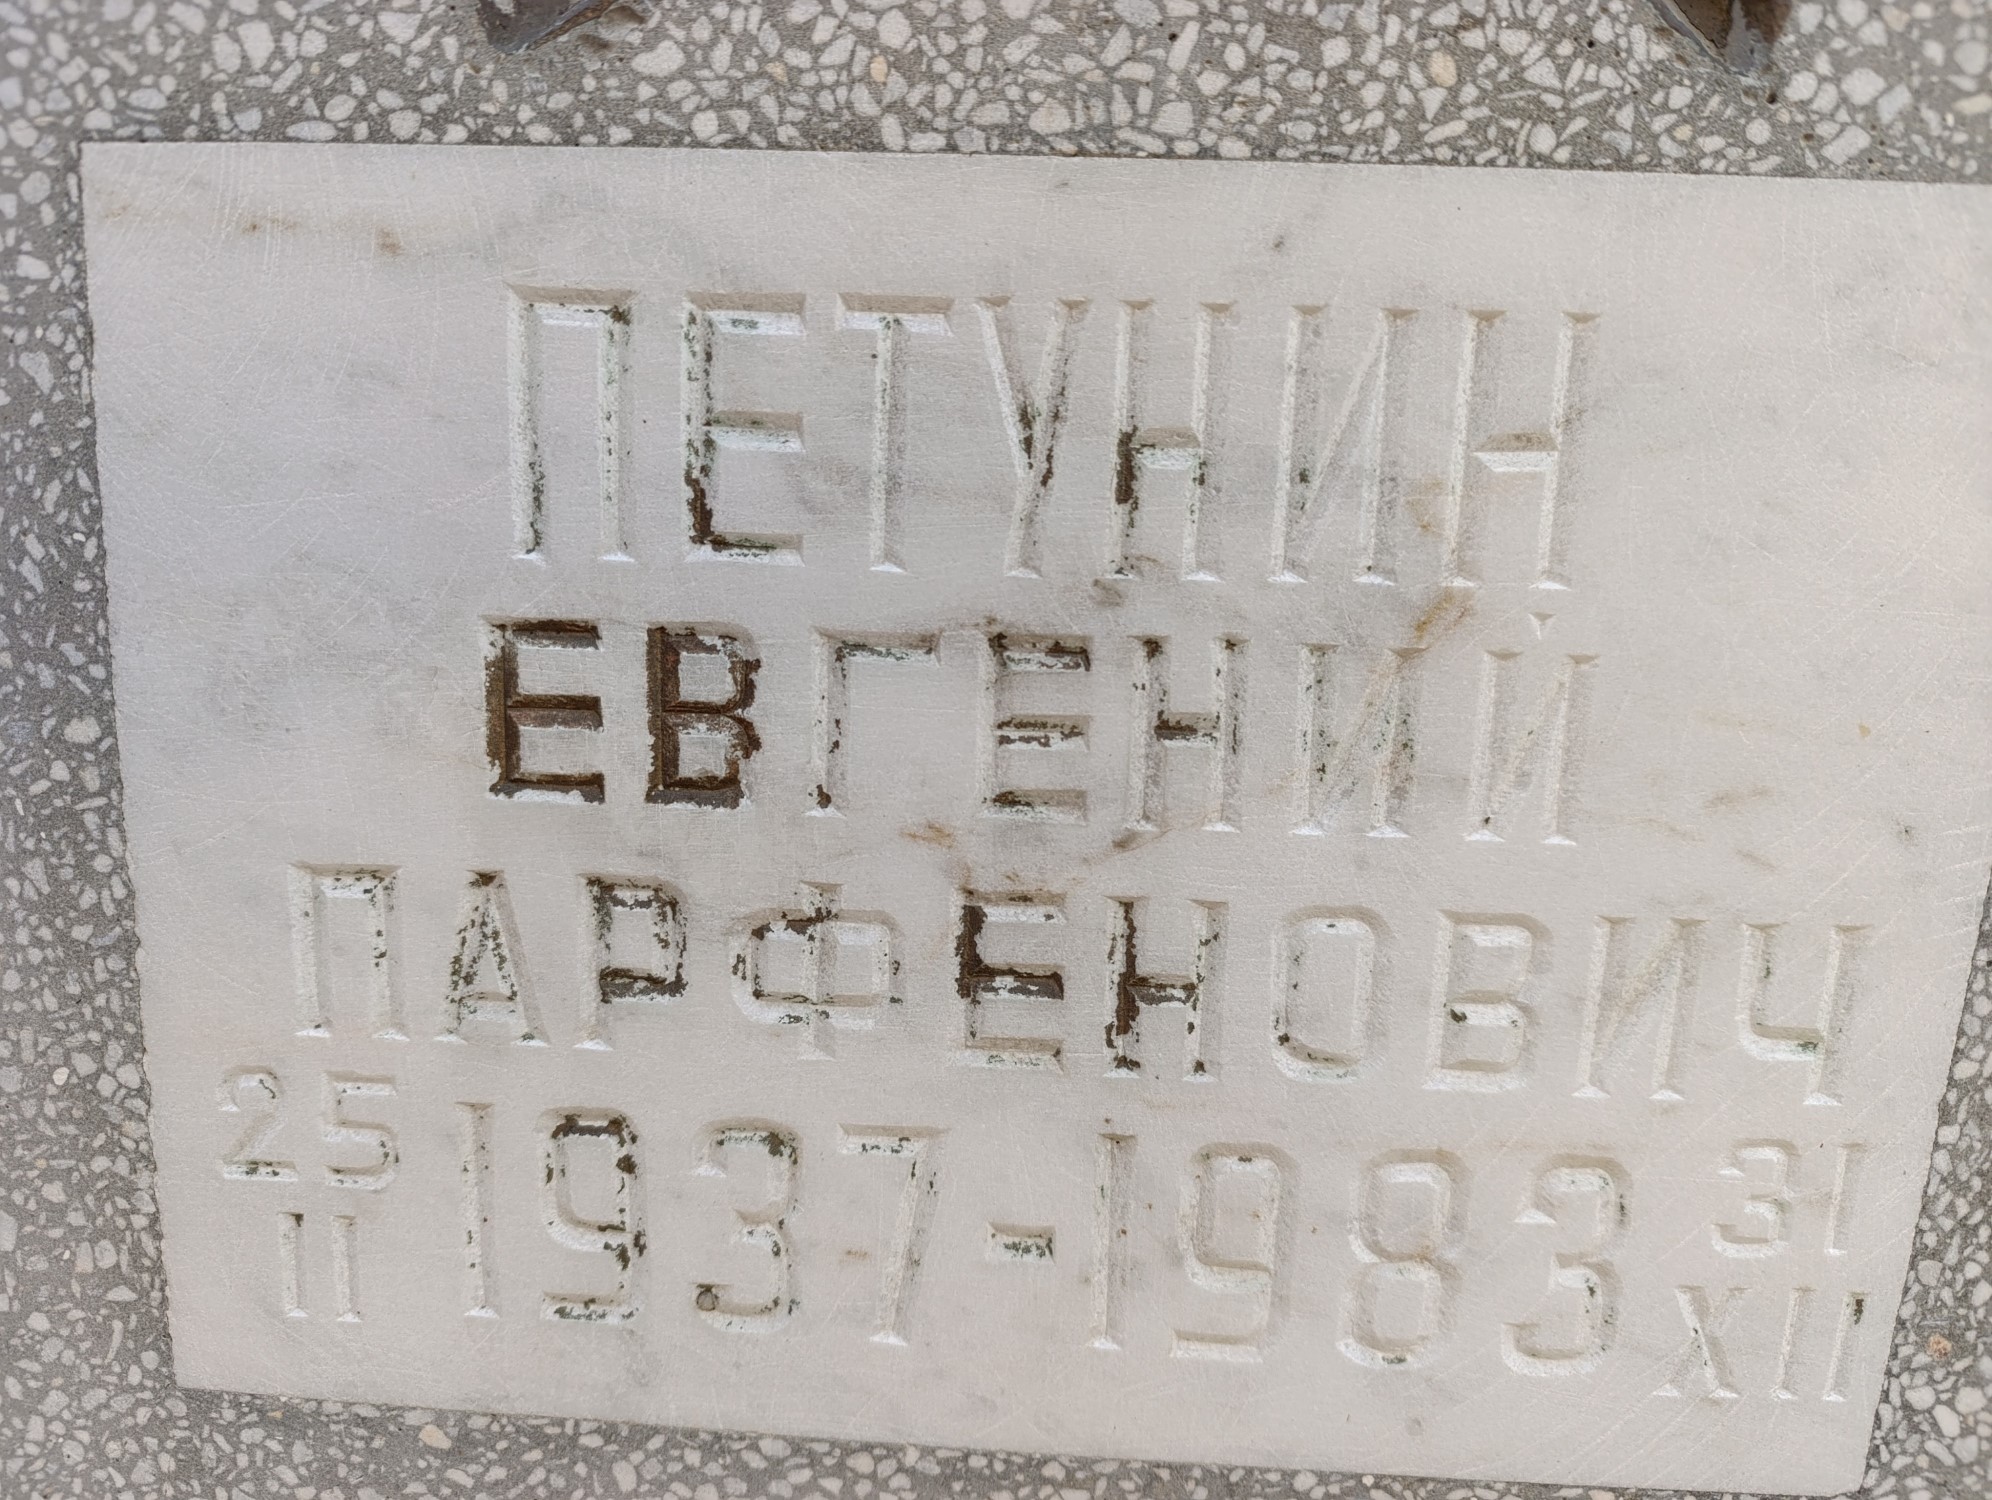 ПЕТУНИН
ЕВГЕНИЙ
ПАРФЕНОВИЧ
25 II 1937-1983 31 XII